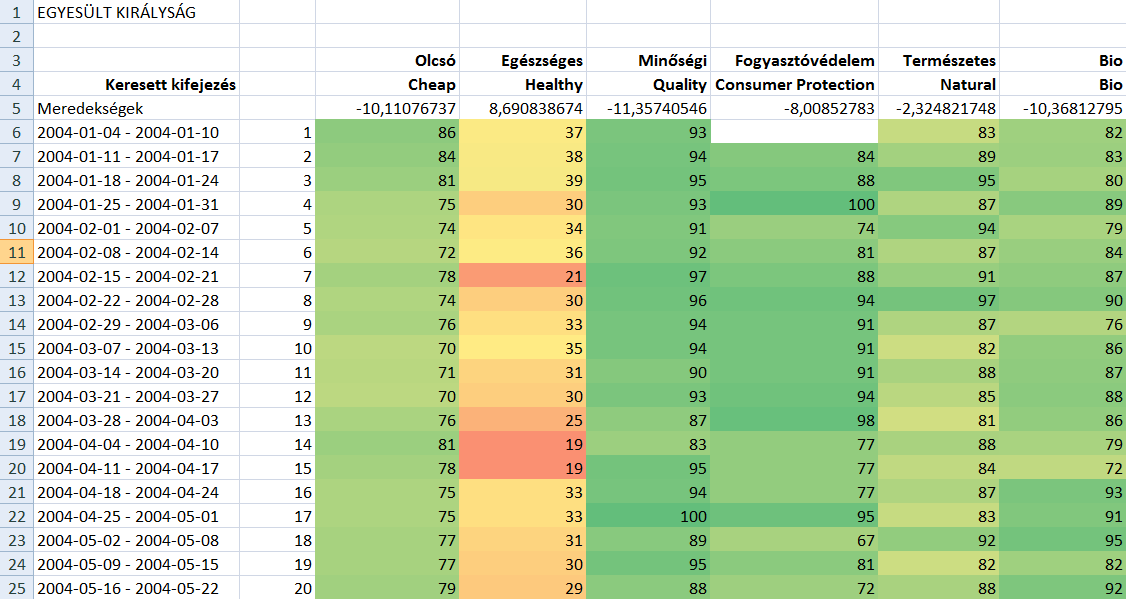 1 EGYESÜLT KIRÁLYSÁG
2
3 Olcsó Egészséges Minőségi Fogyasztóvédelem Természetes Bio
4 Keresett kifejezés Cheap Healthy Quality Consumer Protection Natural Bio
5 Meredekségek -10,11076737 8,690838674 -11,35740546 -8,00852783 -2,324821748 -10,36812795
6 2004-01-04 - 2004-01-10 1 86 37 93 83 82
7 2004-01-11 - 2004-01-17 2 84 38 94 84 89 83
8 2004-01-18 - 2004-01-24 3 81 39 95 88 95 80
9 2004-01-25 - 2004-01-31 4 75 30 93 100 87 89
10 2004-02-01 - 2004-02-07 5 74 34 91 74 94 79
11 2004-02-08 - 2004-02-14 6 72 36 92 81 87 84
12 2004-02-15 - 2004-02-21 7 78 21 97 88 91 87
13 2004-02-22 - 2004-02-28 8 74 30 96 94 97 90
14 2004-02-29 - 2004-03-06 9 76 33 94 91 87 76
15 2004-03-07 - 2004-03-13 10 70 35 94 91 82 86
16 2004-03-14 - 2004-03-20 11 71 31 90 91 88 87
17 2004-03-21 - 2004-03-27 12 70 30 93 94 85 88
18 2004-03-28 - 2004-04-03 13 76 25 87 98 81 86
19 2004-04-04 - 2004-04-10 14 81 19 83 77 88 79
20 2004-04-11 - 2004-04-17 15 78 19 95 77 84 72
21 2004-04-18 - 2004-04-24 16 75 33 94 77 87 93
22 2004-04-25 - 2004-05-01 17 75 33 100 95 83 91
23 2004-05-02 - 2004-05-08 18 77 31 89 67 92 95
24 2004-05-09 - 2004-05-15 19 77 30 95 81 82 82
25 2004-05-16 - 2004-05-22 20 79 29 88 72 88 92